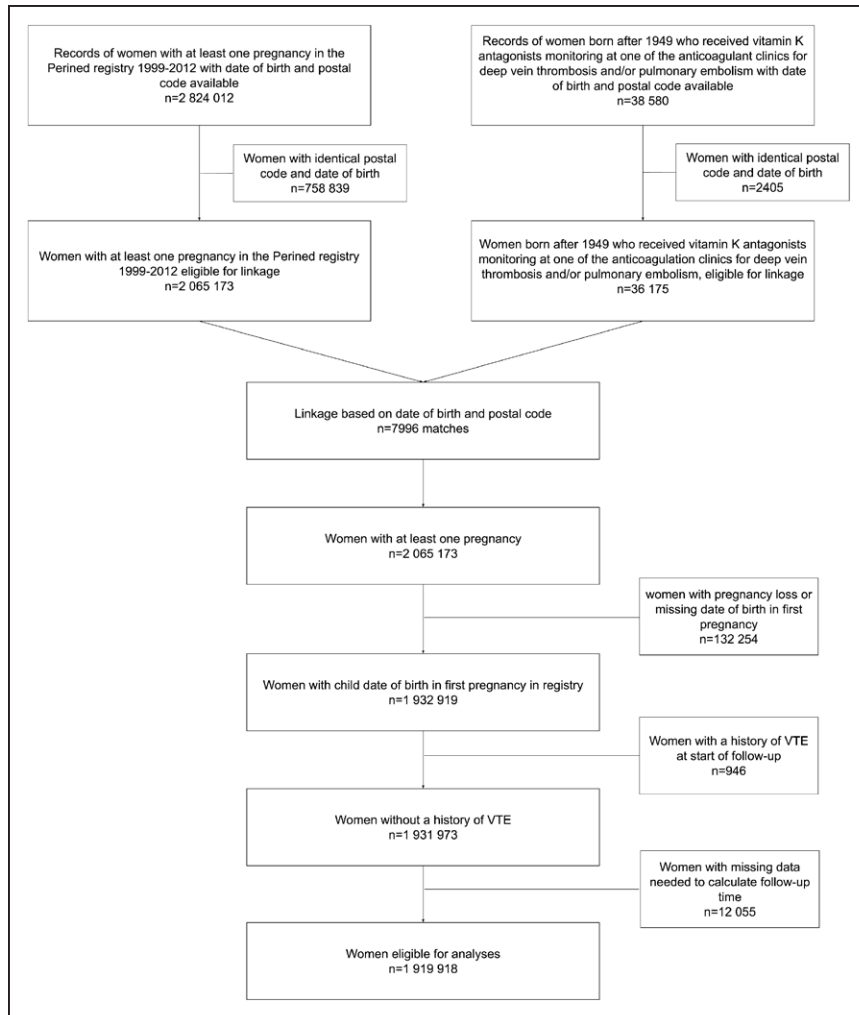 Records of women with at least one pregnancy in the
Perined registry 1999-2012 with date of birth and postal
code available
n=2 824 012
Records of women born after 1949 who received vitamin K
antagonists monitoring at one of the anticoagulant clinics for
deep vein thrombosis and/or pulmonary embolism with date
of birth and postal code available
n=38 580
Women with identical postal
code and date of birth
n=758 839
Women with identical postal
code and date of birth
n=2405
Women with at least one pregnancy in the Perined registry
1999-2012 eligible for linkage
n=2 065 173
Women born after 1949 who received vitamin K antagonists
monitoring at one of the anticoagulation clinics for deep vein
thrombosis and/or pulmonary embolism, eligible for linkage
n=36 175
Linkage based on date of birth and postal code
n=7996 matches
Women with at least one pregnancy
n=2 065 173
women with pregnancy loss or
missing date of birth in first
pregnancy
n=132 254
Women with child date of birth in first pregnancy in registry
n=1 932 919
Women with a history of VTE
at start of follow-up
n=946
Women without a history of VTE
n=1 931 973
Women with missing data
needed to calculate follow-up
time
n=12 055
Women eligible for analyses
n=1 919 918